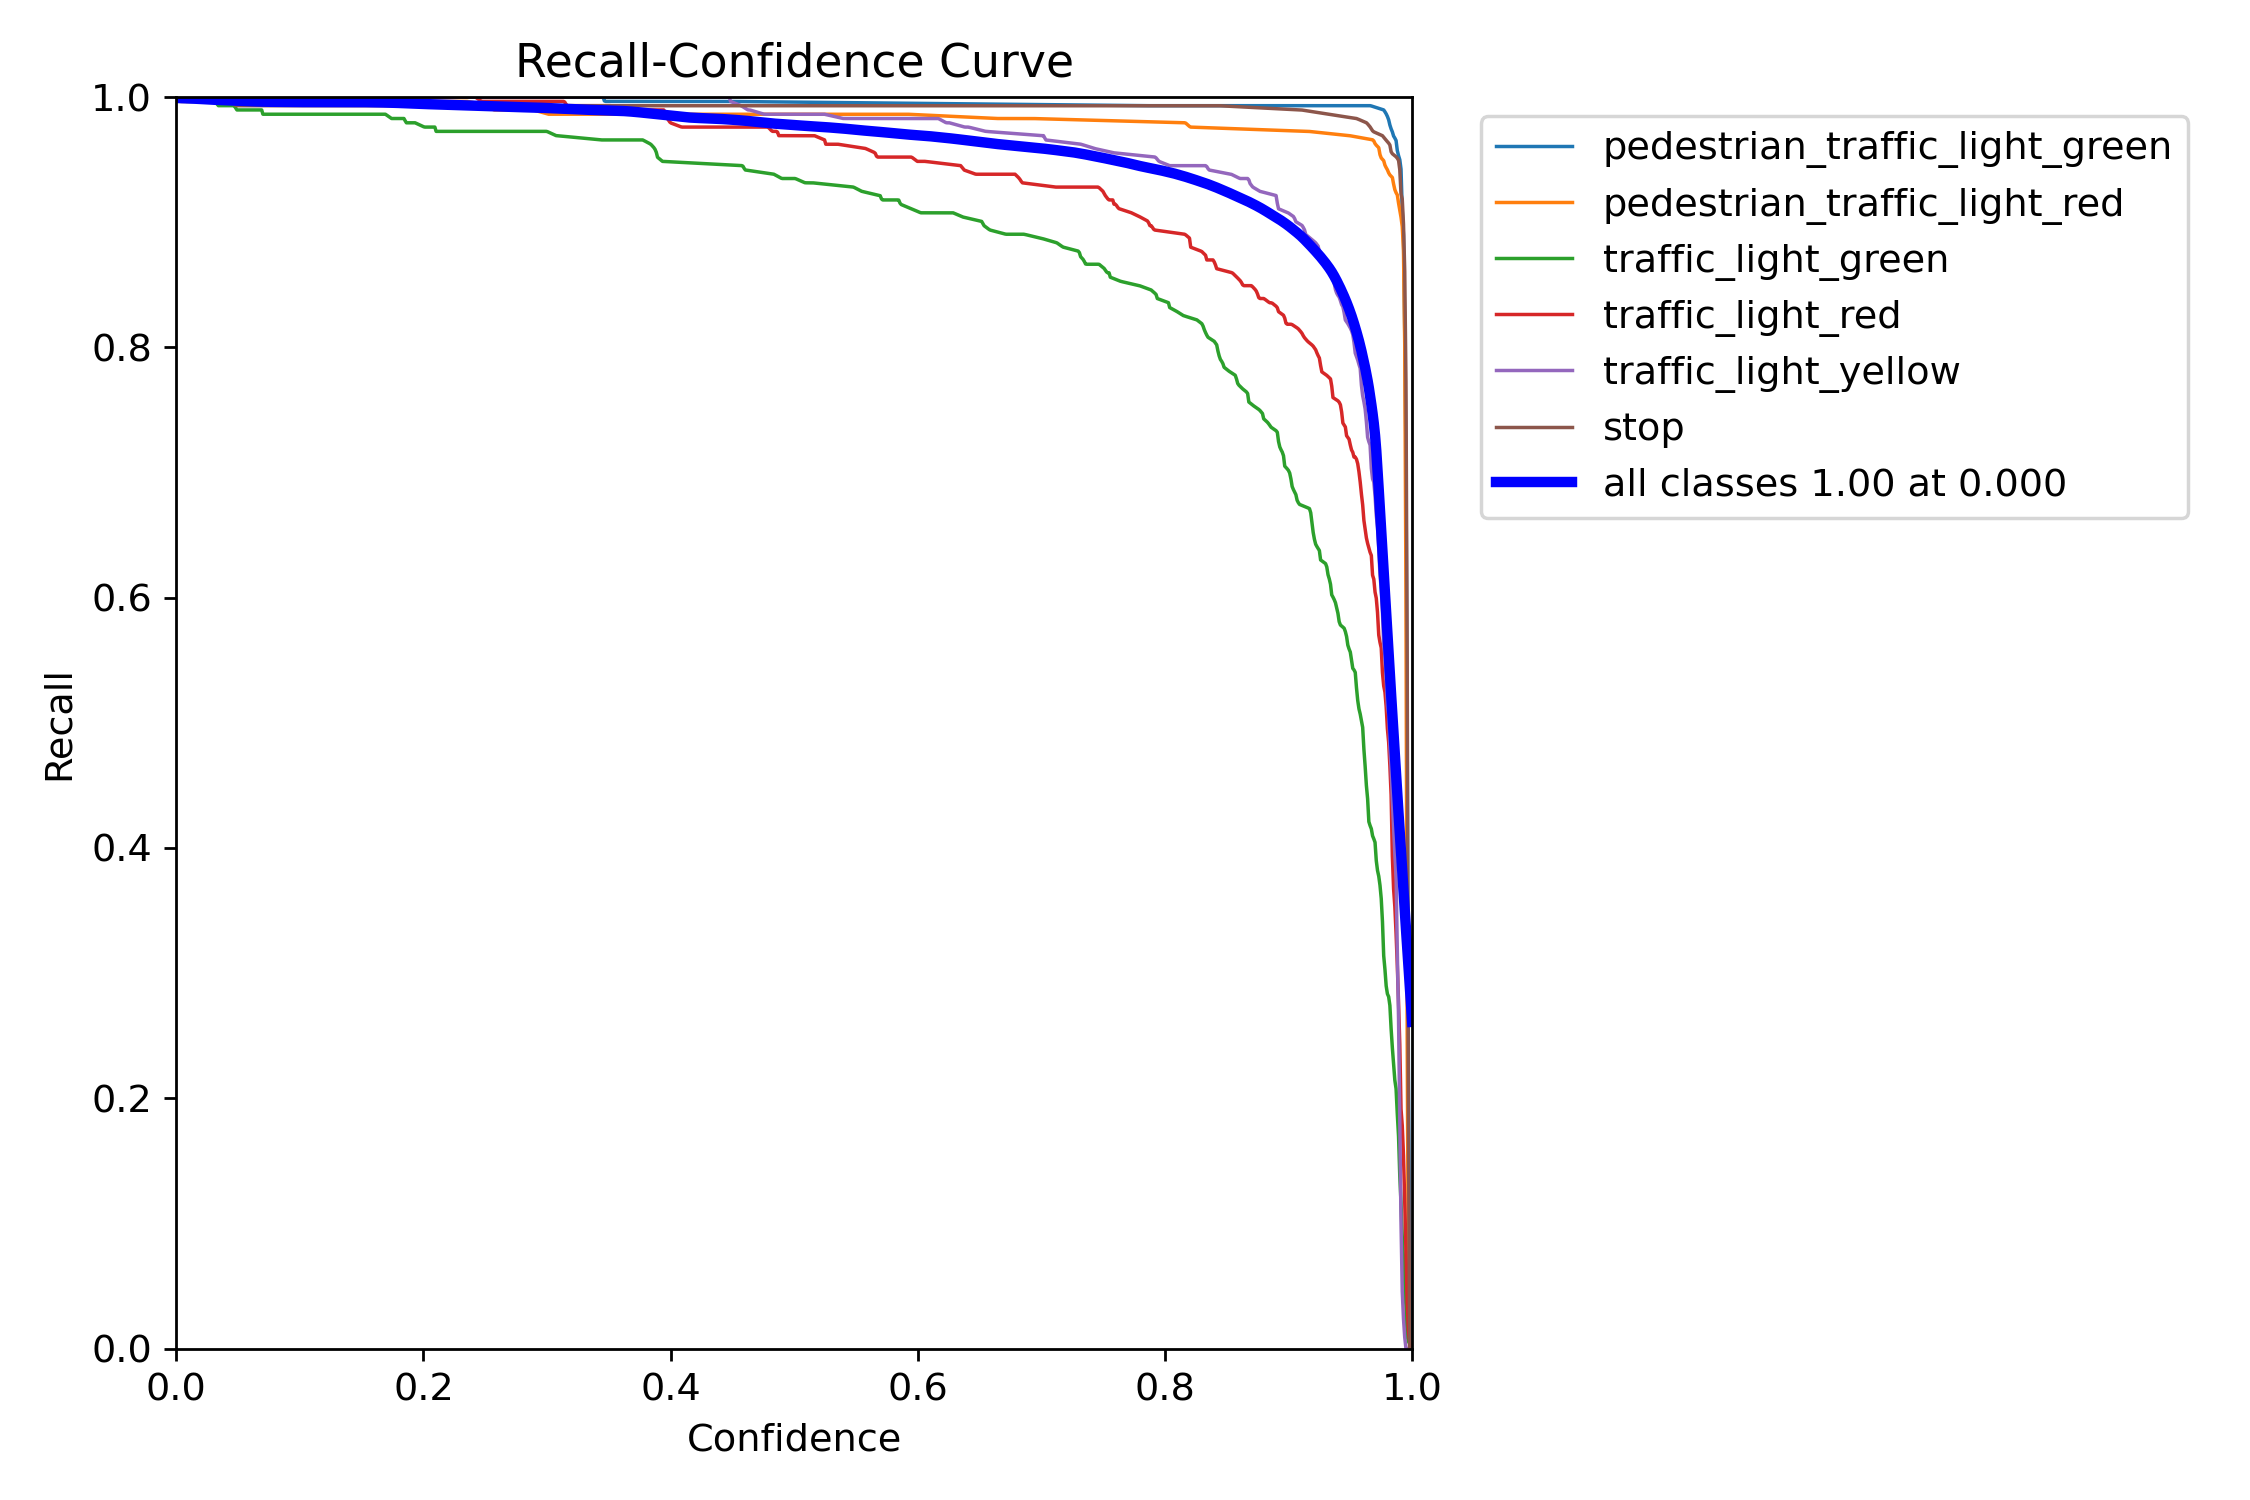 Recall-Confidence Curve
1.0
0.8
0.6
0.4
0.2
0.0
Recall
0.0 0.2 0.4 0.6 0.8 1.0
Confidence
pedestrian_traffic_light_green
pedestrian_traffic_light_red
traffic_light_green
traffic_light_red
traffic_light_yellow
stop
all classes 1.00 at 0.000